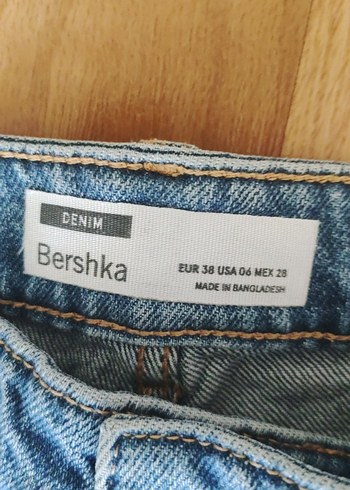 DENIM
Bershka
EUR 38 USA 06 MEX 28
MADE IN BANGLADESH